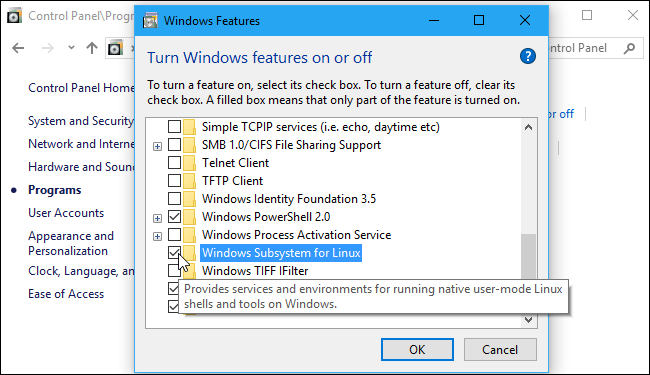 Control Panel\Progra
Windows Features
ontrol Panel
Control Panel Home
System and Security
Network and Interne
Hardware and Sound
Programs
User Accounts
Appearance and
Personalization
Clock, Language, an
Ease of Access
or off
Turn Windows features on or off
To turn a feature on, select its check box. To turn a feature off, clear its
check box. A filled box means that only part of the feature is turned on.
Simple TCPIP services (i.e. echo, daytime etc)
SMB 1.0/CIFS File Sharing Support
Telnet Client
TFTP Client
Windows Identity Foundation 3.5
Windows PowerShell 2.0
Windows Process Activation Service
Windows Subsystem for Linux
Windows TIFF IFilter
Provides services and environments for running native user-mode Linux
shells and tools on Windows.
OK
Cancel